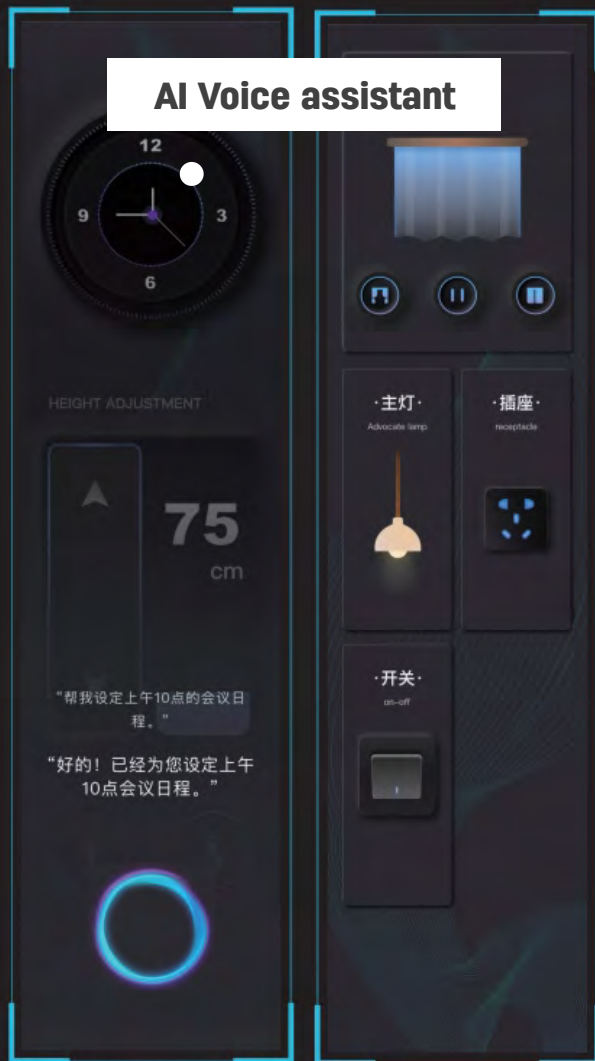 AI Voice assistant
12
9
3
6
HEIGHT ADJUSTMENT
75
cm
“帮我设定上午10点的会议日
程。”
“好的！已经为您设定上午
10点会议日程。”
·主灯·
Advocate lamp
·插座·
receptacle
·开关·
on-off